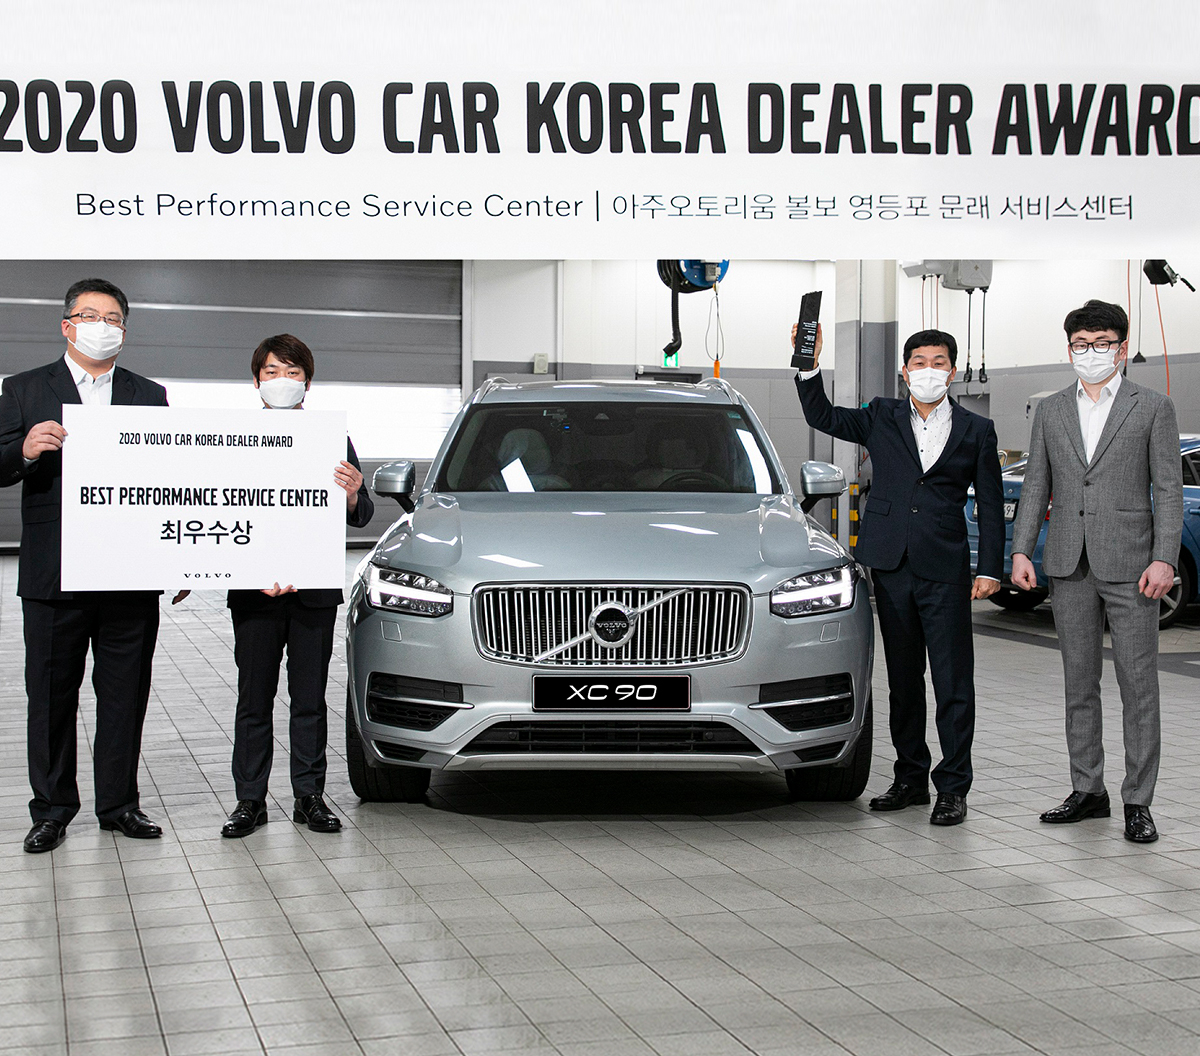 2020 VOLVO CAR KOREA DEALER AWARD
Best Performance Service Center | 아주오토리움 볼보 영등포 문래 서비스센터
2020 VOLVO CAR KOREA DEALER AWARD
BEST PERFORMANCE SERVICE CENTER
최우수상
VOLVO
VOLVO
XC90